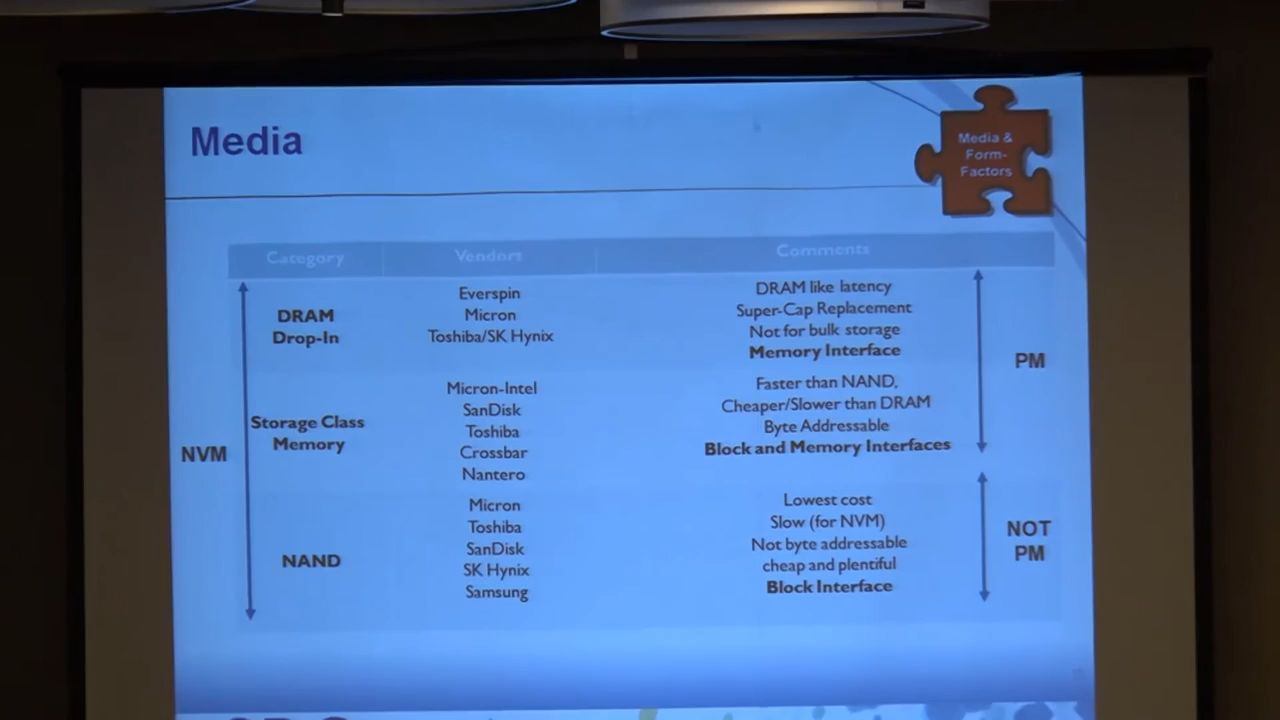 Media
Media &
Form-
Factors
Category Vendors Comments
DRAM
Drop-In
Everspin
Micron
Toshiba/SK Hynix
DRAM like latency
Super-Cap Replacement
Not for bulk storage
Memory Interface
PM
NVM
Storage Class
Memory
Micron-Intel
SanDisk
Toshiba
Crossbar
Nantero
Faster than NAND,
Cheaper/Slower than DRAM
Byte Addressable
Block and Memory Interfaces
NAND
Micron
Toshiba
SanDisk
SK Hynix
Samsung
Lowest cost
Slow (for NVM)
Not byte addressable
cheap and plentiful
Block Interface
NOT
PM